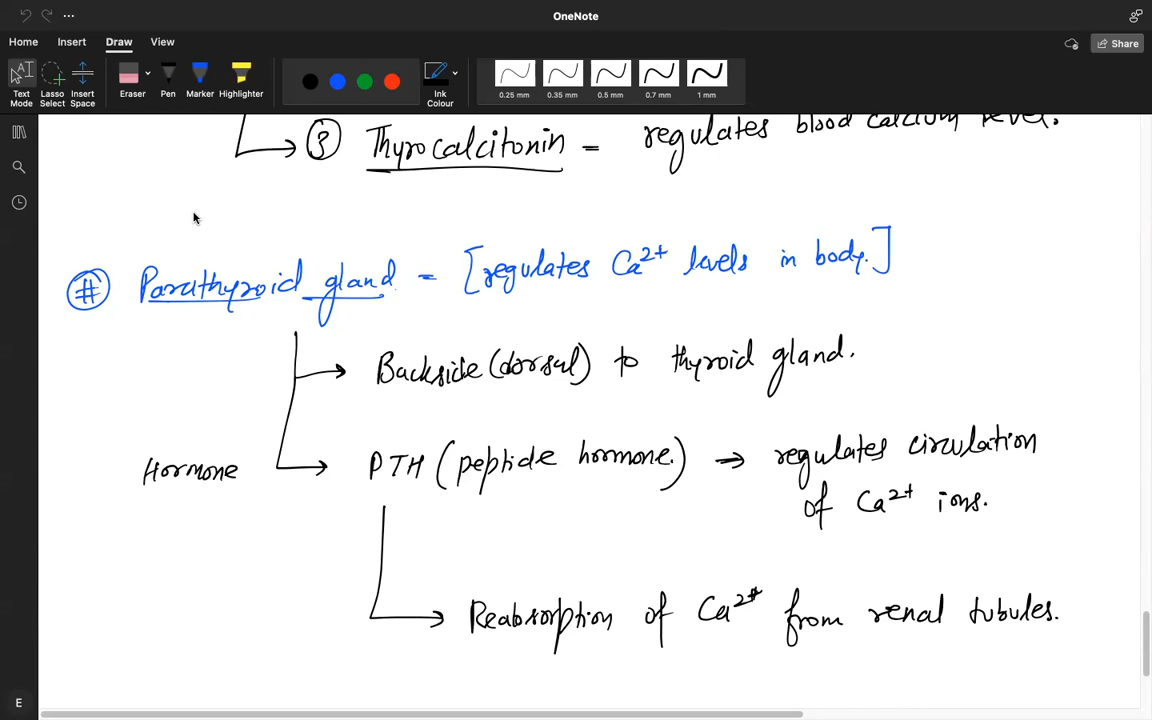 OneNote
Home Insert Draw View
Share
Text Mode
Lasso Select
Insert Space
Eraser
Pen
Marker
Highlighter
Ink Colour
0.25 mm 0.35 mm 0.5 mm 0.7 mm 1 mm
→ ③ Thyrocalcitonin = regulates blood calcium level.
# Parathyroid gland = [regulates Ca²⁺ levels in body.]
→ Backside (dorsal) to thyroid gland.
Hormone → PTH (peptide hormone.) → regulates circulation
of Ca²⁺ ions.
→ Reabsorption of Ca²⁺ from renal tubules.
E